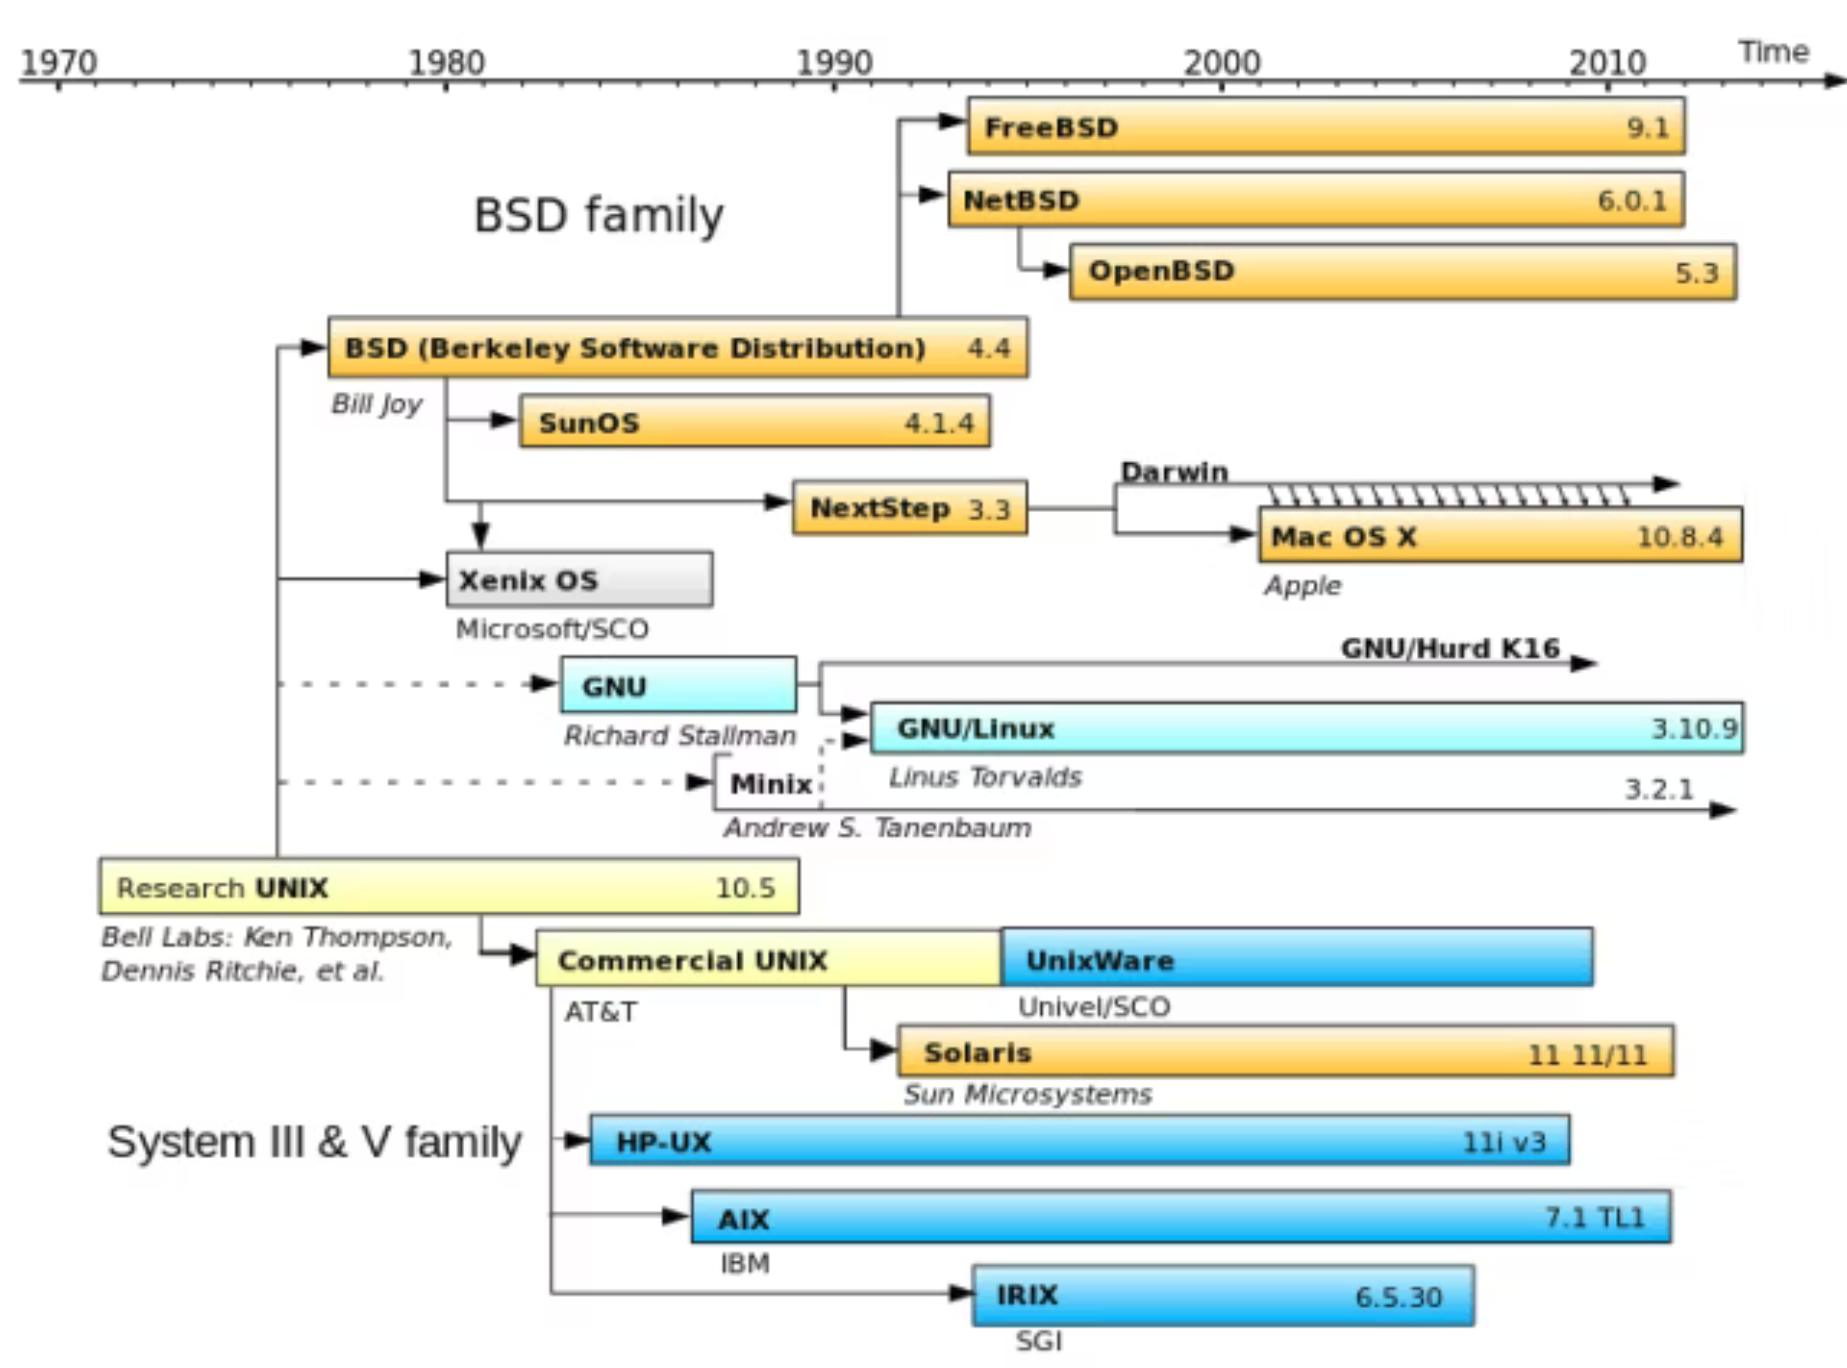 1970 1980 1990 2000 2010 Time
FreeBSD 9.1
BSD family
NetBSD 6.0.1
OpenBSD 5.3
BSD (Berkeley Software Distribution) 4.4
Bill Joy
SunOS 4.1.4
Darwin
NextStep 3.3
Mac OS X 10.8.4
Apple
Xenix OS
Microsoft/SCO
GNU/Hurd K16
GNU
Richard Stallman
GNU/Linux 3.10.9
Linus Torvalds
Minix 3.2.1
Andrew S. Tanenbaum
Research UNIX 10.5
Bell Labs: Ken Thompson,
Dennis Ritchie, et al.
Commercial UNIX
UnixWare
AT&T
Univel/SCO
Solaris 11 11/11
Sun Microsystems
System III & V family
HP-UX 11i v3
AIX 7.1 TL1
IBM
IRIX 6.5.30
SGI